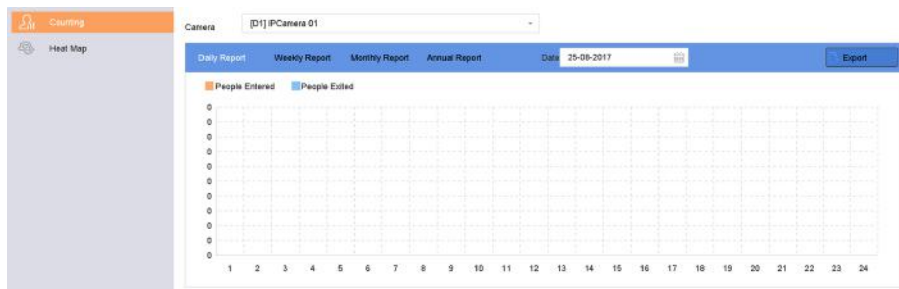 Counting
Heat Map
Camera [D1] IPCamera 01
Daily Report Weekly Report Monthly Report Annual Report Date 25-08-2017 Export
People Entered People Exited
0
0
0
0
0
0
0
0
0
0
0
1 2 3 4 5 6 7 8 9 10 11 12 13 14 15 16 17 18 19 20 21 22 23 24